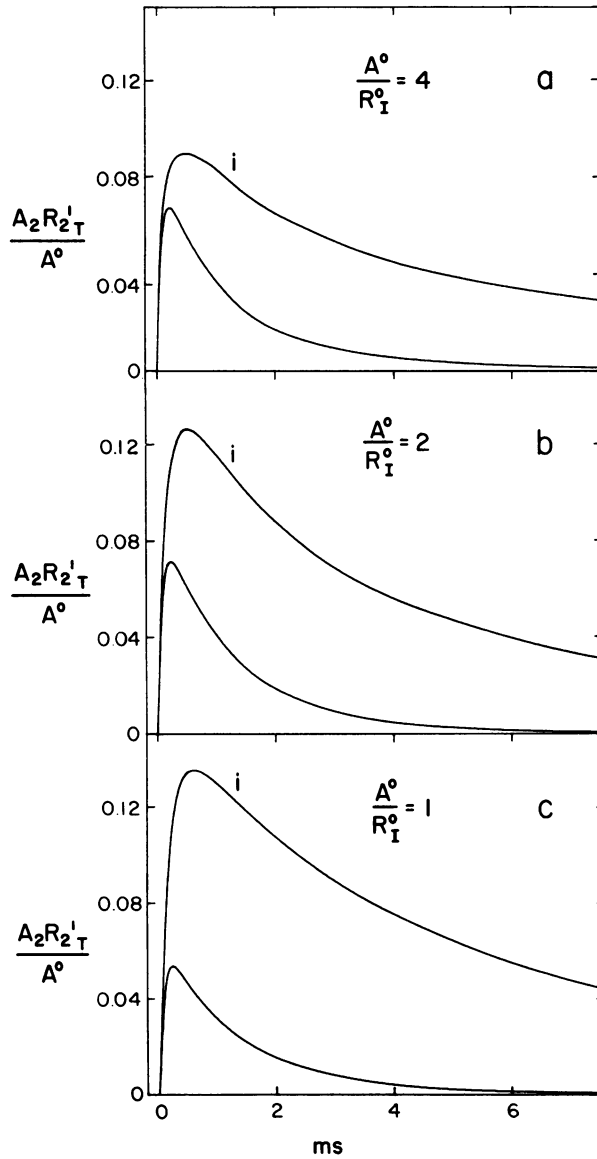 0.12
A° / R°I = 4
a
i
0.08
A₂R₂'T / A°
0.04
0
0.12
A° / R°I = 2
b
i
0.08
A₂R₂'T / A°
0.04
0
i
0.12
A° / R°I = 1
c
0.08
A₂R₂'T / A°
0.04
0
0 2 4 6
ms